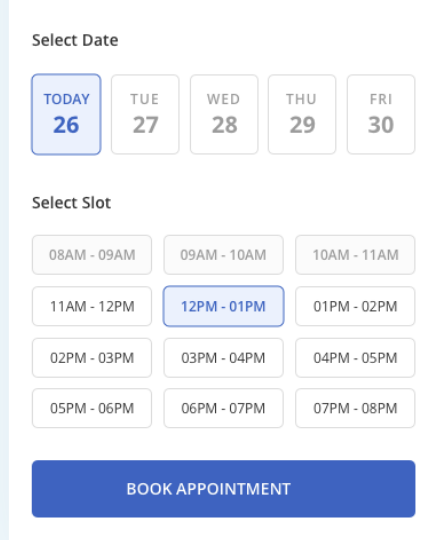 Select Date
TODAY TUE WED THU FRI
26 27 28 29 30
Select Slot
08AM - 09AM 09AM - 10AM 10AM - 11AM
11AM - 12PM 12PM - 01PM 01PM - 02PM
02PM - 03PM 03PM - 04PM 04PM - 05PM
05PM - 06PM 06PM - 07PM 07PM - 08PM
BOOK APPOINTMENT